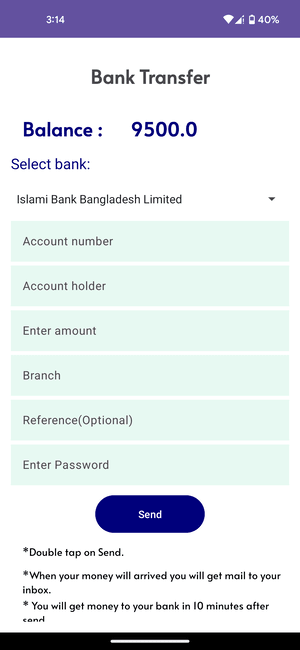 3:14
40%
Bank Transfer
Balance : 9500.0
Select bank:
Islami Bank Bangladesh Limited
Account number
Account holder
Enter amount
Branch
Reference(Optional)
Enter Password
Send
*Double tap on Send.
*When your money will arrived you will get mail to your
inbox.
* You will get money to your bank in 10 minutes after
send